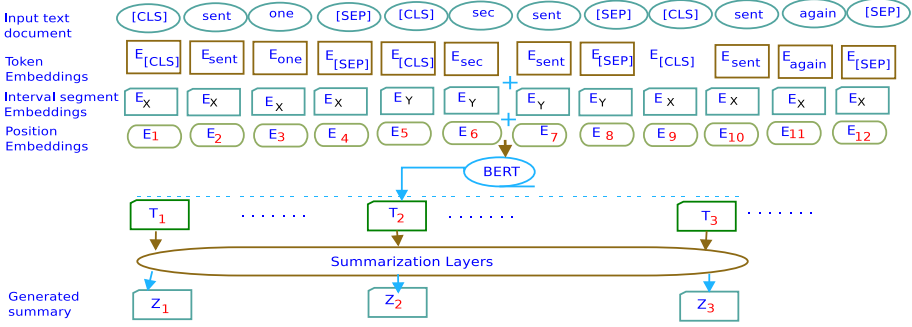 Input text document [CLS] sent one [SEP] [CLS] sec sent [SEP] [CLS] sent again [SEP]
Token Embeddings E[CLS] Esent Eone E[SEP] E[CLS] Esec Esent E[SEP] E[CLS] Esent Eagain E[SEP]
+
Interval segment Embeddings EX EX EX EX EY EY EY EY EX EX EX EX
+
Position Embeddings E1 E2 E3 E4 E5 E6 E7 E8 E9 E10 E11 E12
BERT
T1 ....... T2 ....... T3 .......
Summarization Layers
Generated summary Z1 Z2 Z3